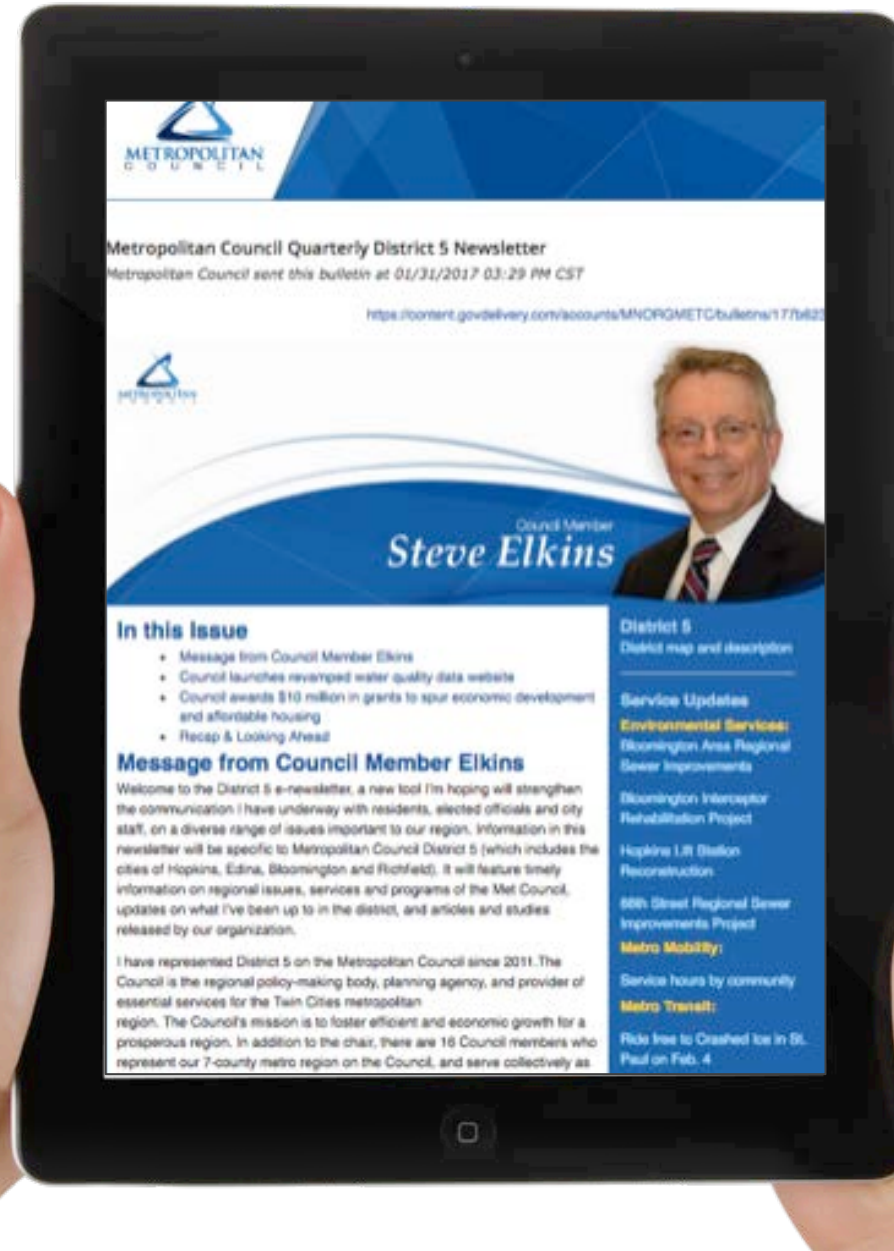 METROPOLITAN
COUNCIL
Metropolitan Council Quarterly District 5 Newsletter
Metropolitan Council sent this bulletin at 01/31/2017 03:29 PM CST
https://content.govdelivery.com/accounts/MNORGMETC/bulletins/177b623
METROPOLITAN
COUNCIL
Council Member
Steve Elkins
In this Issue
• Message from Council Member Elkins
• Council launches revamped water quality data website
• Council awards $10 million in grants to spur economic development
and affordable housing
• Recap & Looking Ahead
Message from Council Member Elkins
Welcome to the District 5 e-newsletter, a new tool I'm hoping will strengthen
the communication I have underway with residents, elected officials and city
staff, on a diverse range of issues important to our region. Information in this
newsletter will be specific to Metropolitan Council District 5 (which includes the
cities of Hopkins, Edina, Bloomington and Richfield). It will feature timely
information on regional issues, services and programs of the Met Council,
updates on what I've been up to in the district, and articles and studies
released by our organization.
I have represented District 5 on the Metropolitan Council since 2011.The
Council is the regional policy-making body, planning agency, and provider of
essential services for the Twin Cities metropolitan
region. The Council's mission is to foster efficient and economic growth for a
prosperous region. In addition to the chair, there are 16 Council members who
represent our 7-county metro region on the Council, and serve collectively as
District 5
District map and description
Service Updates
Environmental Services:
Bloomington Area Regional
Sewer Improvements
Bloomington Interceptor
Rehabilitation Project
Hopkins Lift Station
Reconstruction
66th Street Regional Sewer
Improvements Project
Metro Mobility:
Service hours by community
Metro Transit:
Ride free to Crashed Ice in St.
Paul on Feb. 4